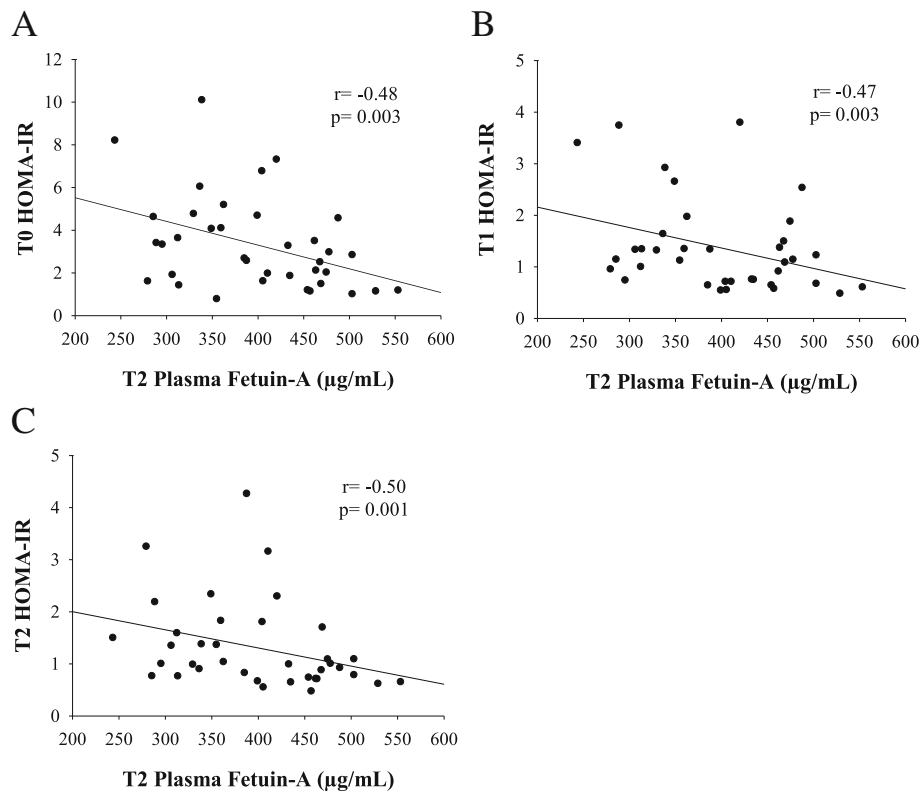 A
12
10
8
6
4
2
0
T0 HOMA-IR
r= -0.48
p= 0.003
200 250 300 350 400 450 500 550 600
T2 Plasma Fetuin-A (µg/mL)
B
5
4
3
2
1
0
T1 HOMA-IR
r= -0.47
p= 0.003
200 250 300 350 400 450 500 550 600
T2 Plasma Fetuin-A (µg/mL)
C
5
4
3
2
1
0
T2 HOMA-IR
r= -0.50
p= 0.001
200 250 300 350 400 450 500 550 600
T2 Plasma Fetuin-A (µg/mL)